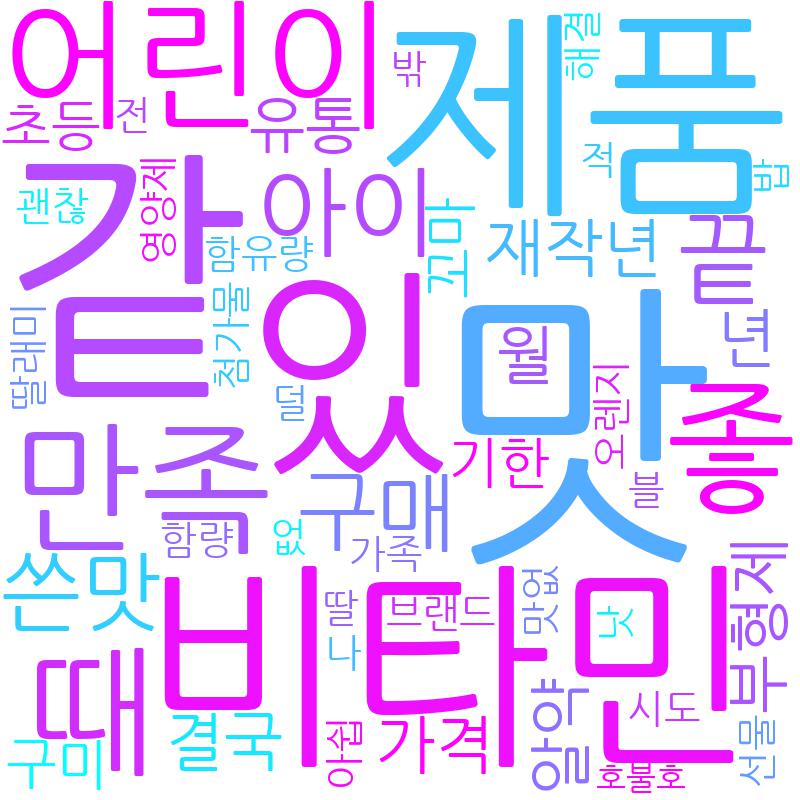 어린이
제품
밖
해결
초등
전
유통
적
밥
같
괜찮
영양제
아이
함유량
꼬마
재작년
끝
있
맛
월
년
딸래미
첨가물
덜
오렌지
좋
만족
기한
블
구매
함량
없
가족
쓴맛
비타민
딸
브랜드
맛없
낫
부형제
때
나
알약
시도
구미
결국
아쉽
가격
호불호
선물